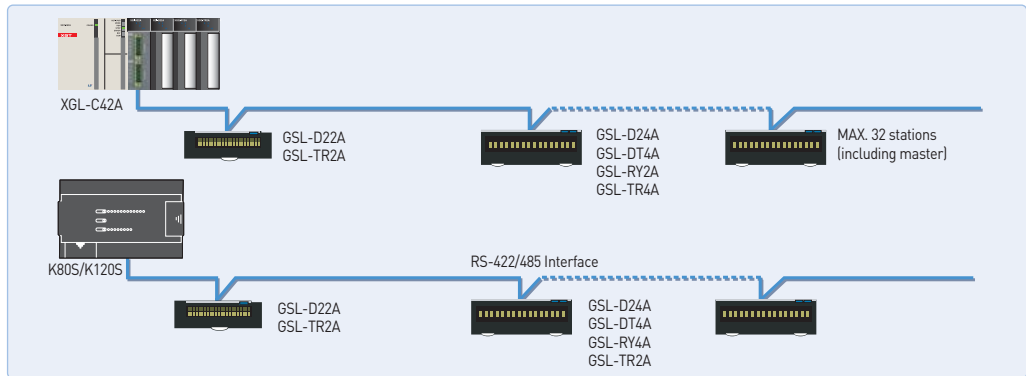 XGL-C42A
GSL-D22A
GSL-TR2A
GSL-D24A
GSL-DT4A
GSL-RY2A
GSL-TR4A
MAX. 32 stations
(including master)
K80S/K120S
RS-422/485 Interface
GSL-D22A
GSL-TR2A
GSL-D24A
GSL-DT4A
GSL-RY4A
GSL-TR2A